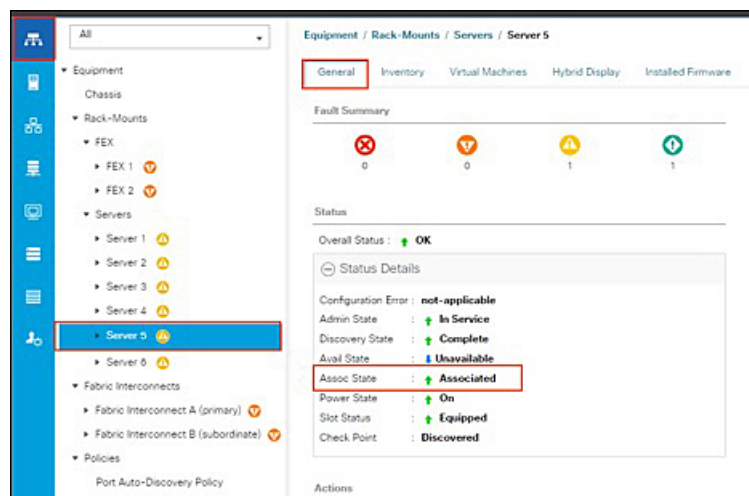 All
Equipment
Chassis
Rack-Mounts
FEX
FEX 1
FEX 2
Servers
Server 1
Server 2
Server 3
Server 4
Server 5
Server 6
Fabric Interconnects
Fabric Interconnect A (primary)
Fabric Interconnect B (subordinate)
Policies
Port Auto-Discovery Policy
Equipment / Rack-Mounts / Servers / Server 5
General Inventory Virtual Machines Hybrid Display Installed Firmware
Fault Summary
0 0 1 1
Status
Overall Status : OK
Status Details
Configuration Error : not-applicable
Admin State : In Service
Discovery State : Complete
Avail State : Unavailable
Assoc State : Associated
Power State : On
Slot Status : Equipped
Check Point : Discovered
Actions